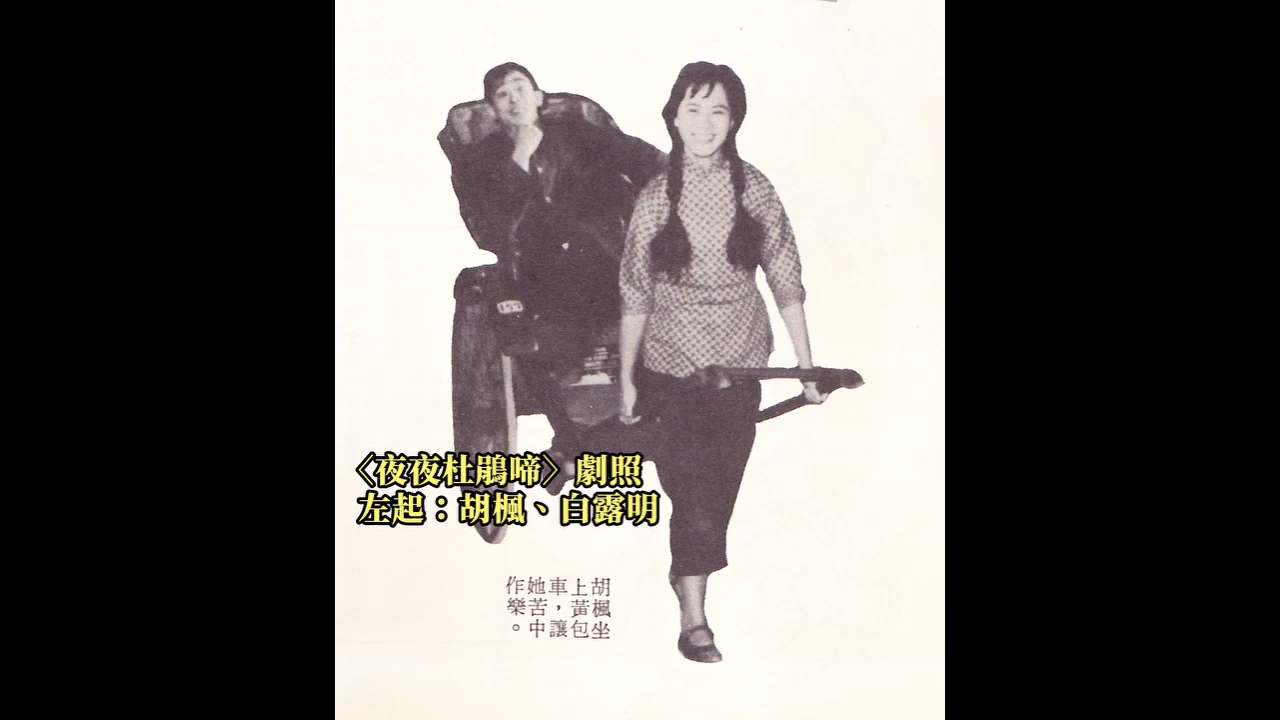 〈夜夜杜鵑啼〉劇照
左起：胡楓、白露明
胡楓坐
上黃包
車，讓
她苦中
作樂。